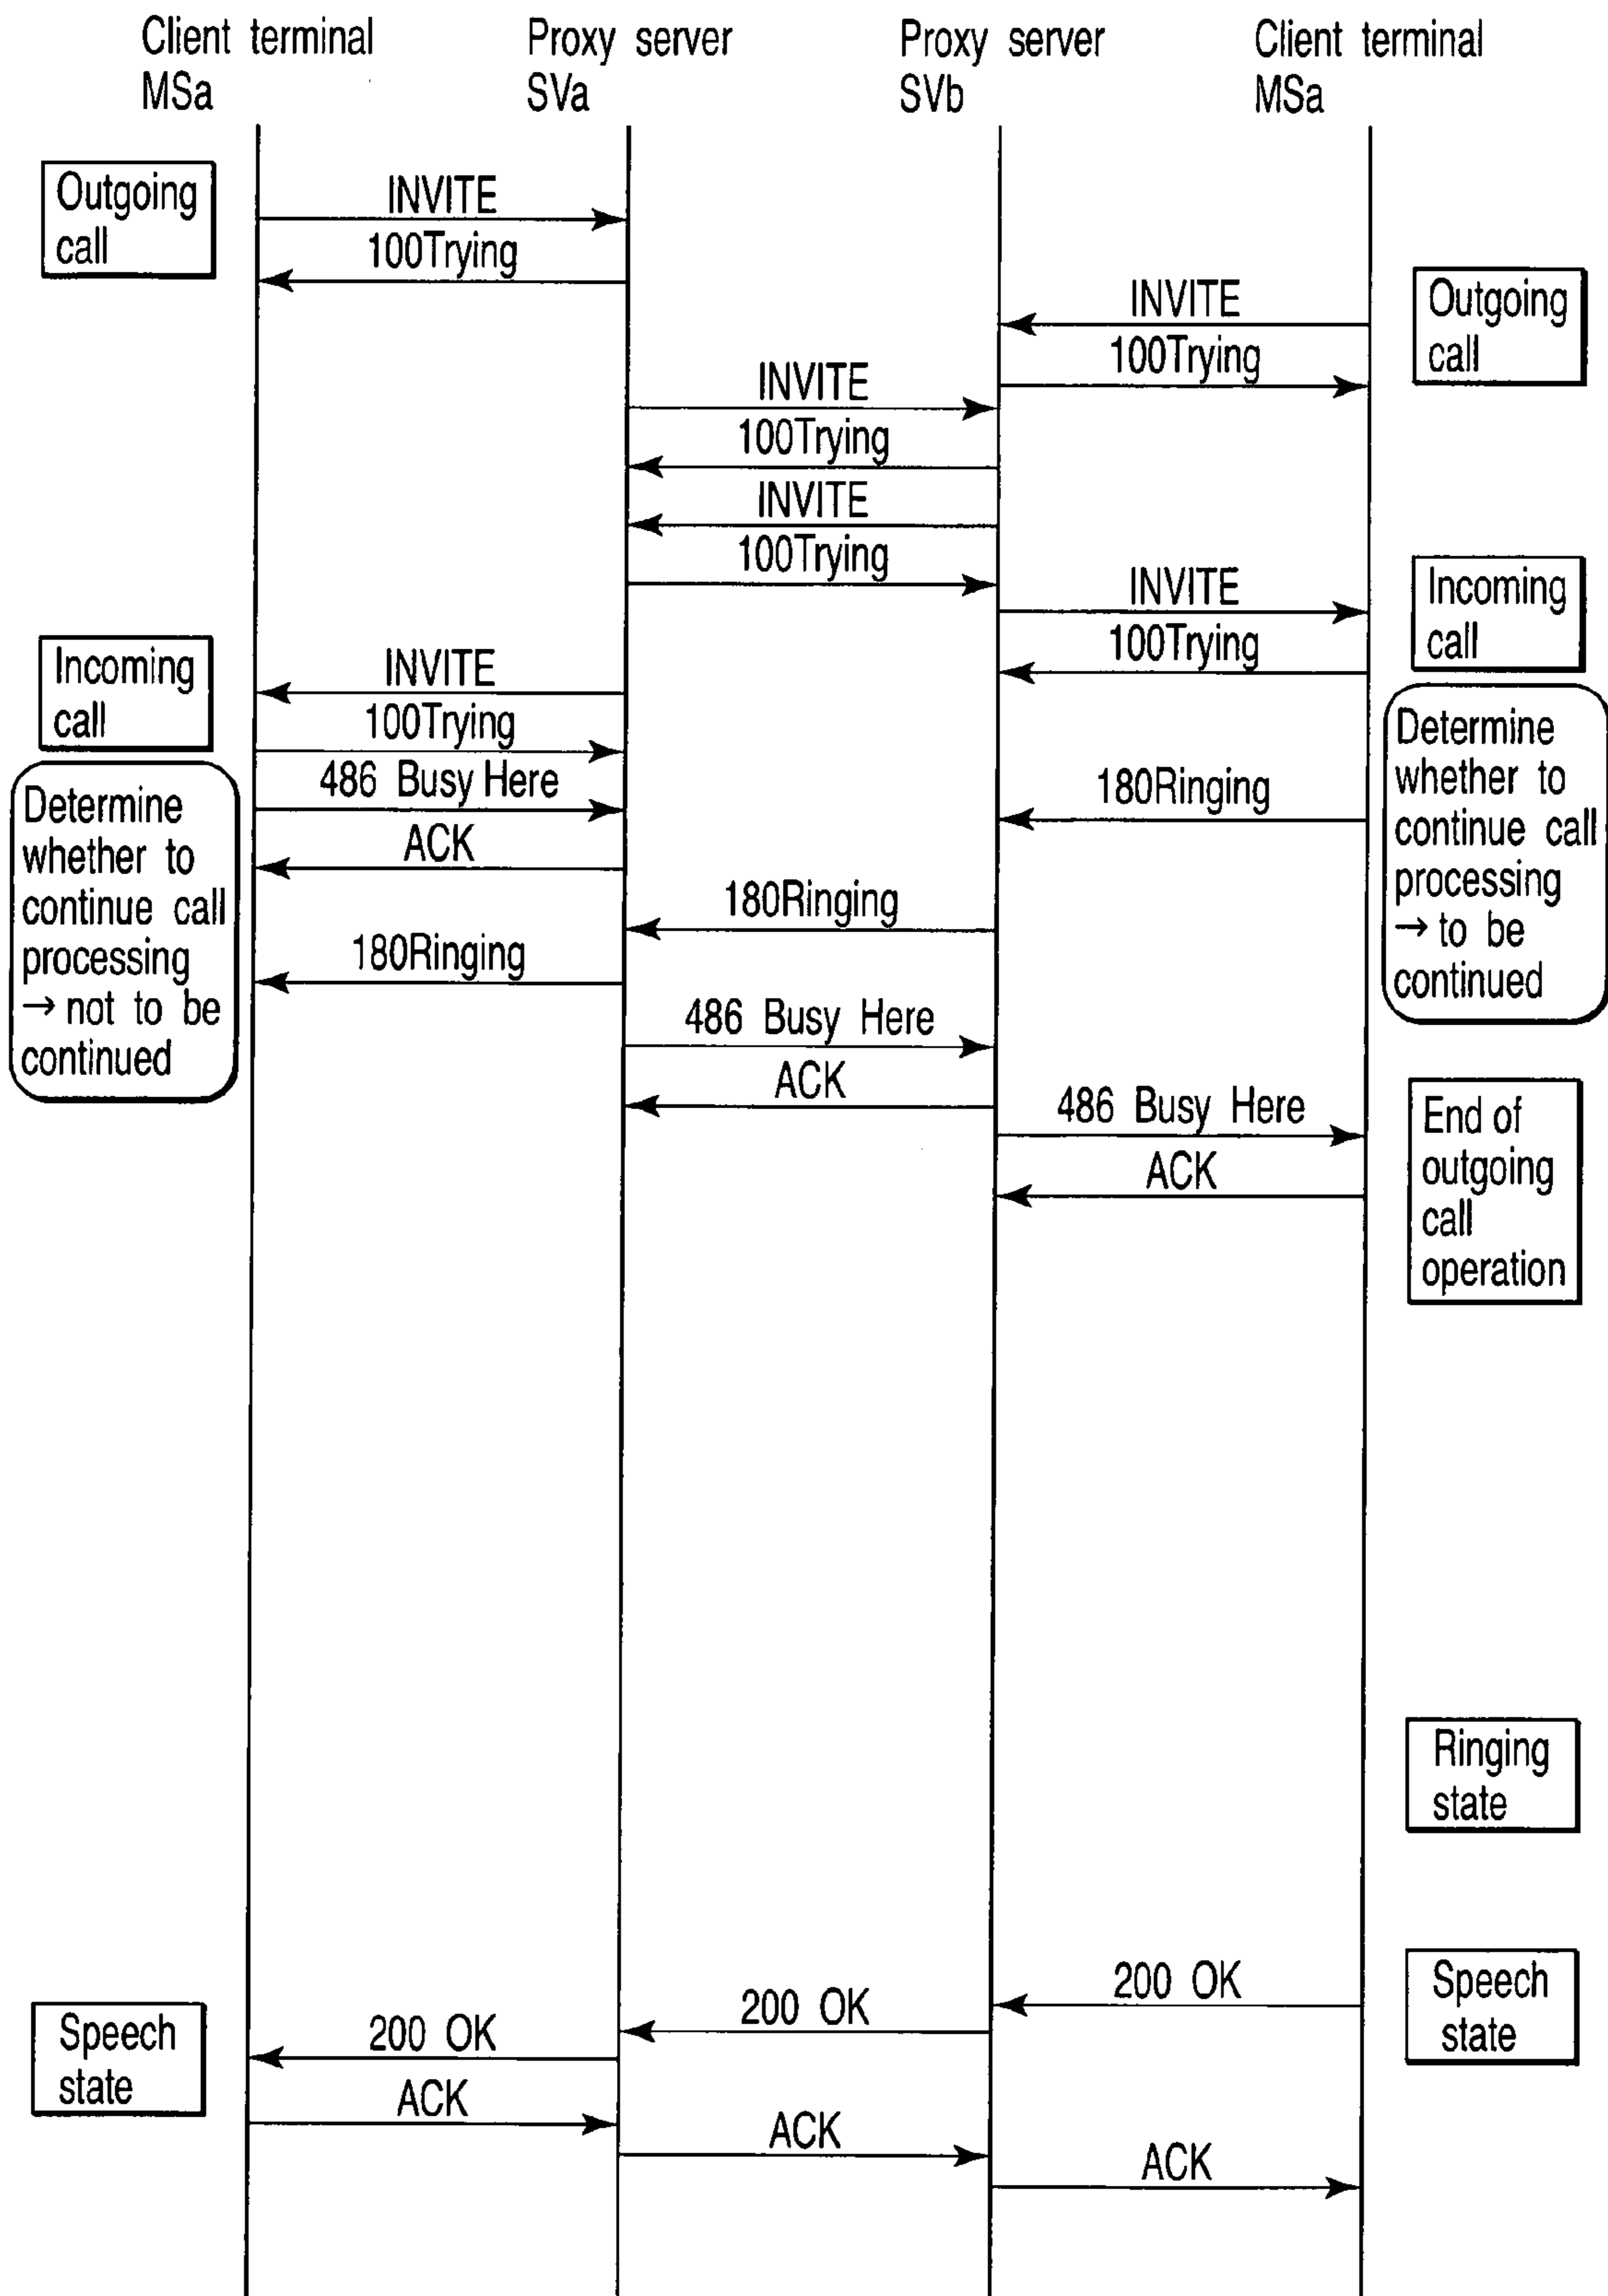 Client terminal
MSa
Proxy server
SVa
Proxy server
SVb
Client terminal
MSa
Outgoing
call
INVITE
100Trying
INVITE
100Trying
Outgoing
call
INVITE
100Trying
INVITE
100Trying
INVITE
100Trying
Incoming
call
Incoming
call
INVITE
100Trying
486 Busy Here
ACK
Determine
whether to
continue call
processing
→ not to be
continued
Determine
whether to
continue call
processing
→ to be
continued
180Ringing
180Ringing
180Ringing
486 Busy Here
ACK
486 Busy Here
ACK
End of
outgoing
call
operation
Ringing
state
200 OK
Speech
state
200 OK
Speech
state
200 OK
ACK
ACK
ACK